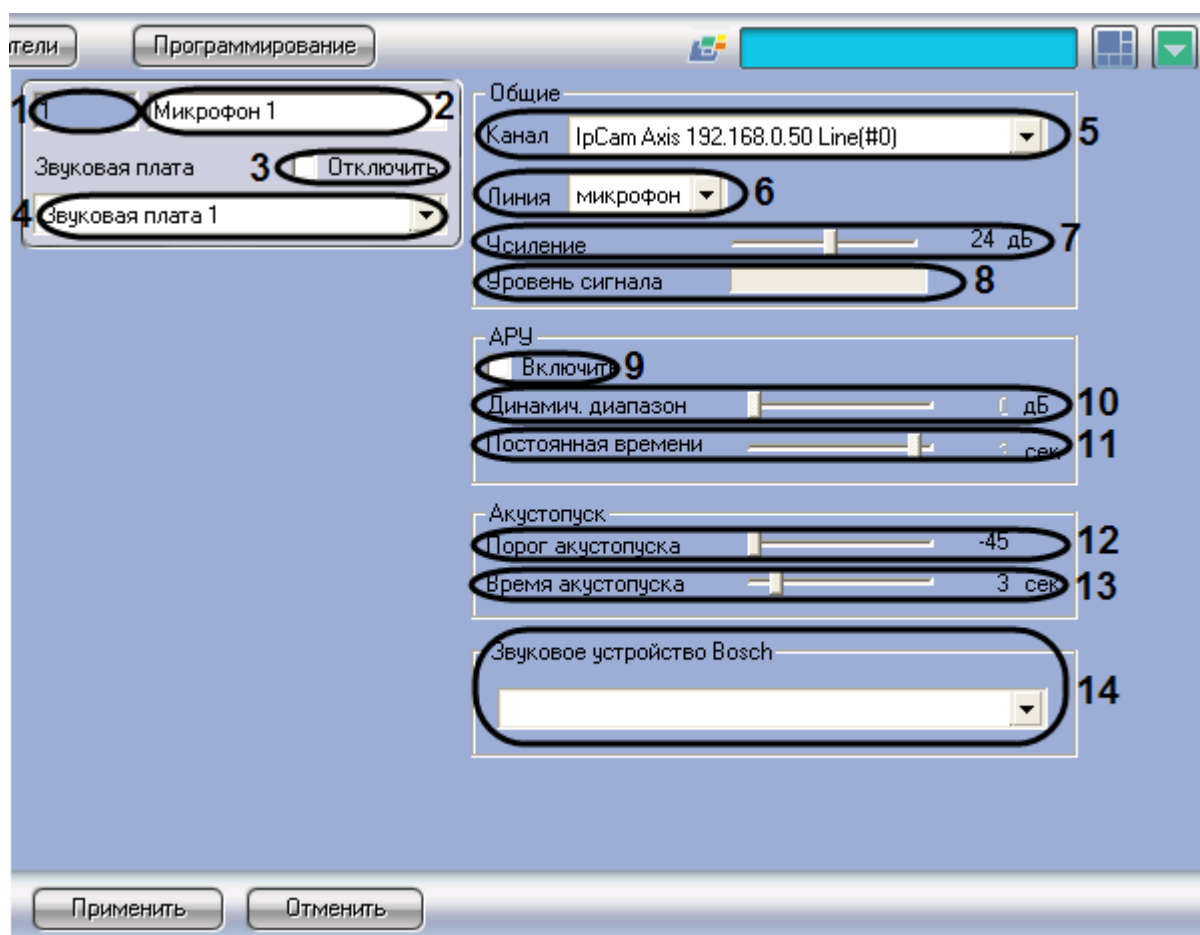 тели Программирование
1 1 Микрофон 1 2
Звуковая плата 3 Отключить
4 Звуковая плата 1
Общие
Канал IpCam Axis 192.168.0.50 Line(#0) 5
Линия микрофон 6
Усиление 24 дБ 7
Уровень сигнала 8
АРУ
Включить 9
Динамич. диапазон дБ 10
Постоянная времени сек 11
Акустопуск
Порог акустопуска -45 12
Время акустопуска 3 сек 13
Звуковое устройство Bosch
14
Применить Отменить